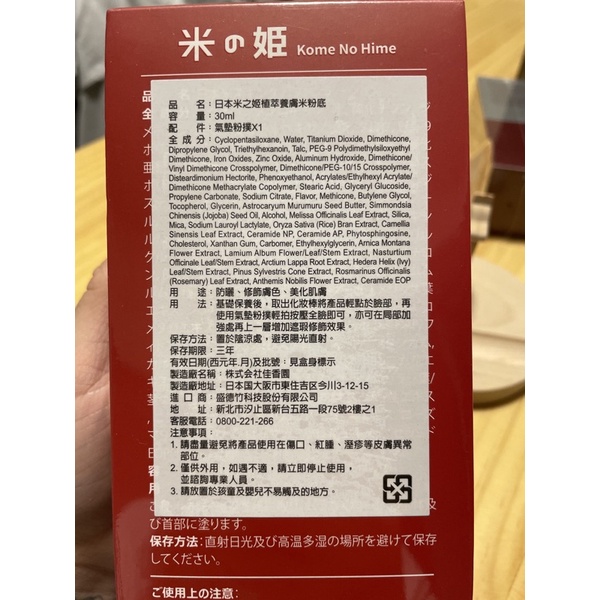 米の姫 Kome No Hime
品　名：日本米之姬植萃養膚米粉底
容　量：30ml
配　件：氣墊粉撲X1
全 成 分：Cyclopentasiloxane, Water, Titanium Dioxide, Dimethicone,
Dipropylene Glycol, Triethylhexanoin, Talc, PEG-9 Polydimethylsiloxyethyl
Dimethicone, Iron Oxides, Zinc Oxide, Aluminum Hydroxide, Dimethicone/
Vinyl Dimethicone Crosspolymer, Dimethicone/PEG-10/15 Crosspolymer,
Disteardimonium Hectorite, Phenoxyethanol, Acrylates/Ethylhexyl Acrylate/
Dimethicone Methacrylate Copolymer, Stearic Acid, Glyceryl Glucoside,
Propylene Carbonate, Sodium Citrate, Flavor, Methicone, Butylene Glycol,
Tocopherol, Glycerin, Astrocaryum Murumuru Seed Butter, Simmondsia
Chinensis (Jojoba) Seed Oil, Alcohol, Melissa Officinalis Leaf Extract, Silica,
Mica, Sodium Lauroyl Lactylate, Oryza Sativa (Rice) Bran Extract, Camellia
Sinensis Leaf Extract, Ceramide NP, Ceramide AP, Phytosphingosine,
Cholesterol, Xanthan Gum, Carbomer, Ethylhexylglycerin, Arnica Montana
Flower Extract, Lamium Album Flower/Leaf/Stem Extract, Nasturtium
Officinale Leaf/Stem Extract, Arctium Lappa Root Extract, Hedera Helix (Ivy)
Leaf/Stem Extract, Pinus Sylvestris Cone Extract, Rosmarinus Officinalis
(Rosemary) Leaf Extract, Anthemis Nobilis Flower Extract, Ceramide EOP
用　途：防曬、修飾膚色、美化肌膚
用　法：基礎保養後，取出化妝棒將產品輕點於臉部，再
使用氣墊粉撲輕拍按壓全臉即可，亦可在局部加
強處再上一層增加遮瑕修飾效果。
保存方法：置於陰涼處，避免陽光直射。
保存期限：三年
有效日期(西元年.月)及批號：見盒身標示
製造廠名稱：株式会社佳香園
製造廠地址：日本国大阪市東住吉区今川3-12-15
進 口 商：盛德竹科技股份有限公司
地　址：新北市汐止區新台五路一段75號2樓之1
客服電話：0800-221-266
注意事項：
1. 請盡量避免將產品使用在傷口、紅腫、溼疹等皮膚異常
部位。
2. 僅供外用，如遇不適，請立即停止使用，
並諮詢專業人員。
3. 請放置於孩童及嬰兒不易觸及的地方。
び首部に塗ります。
保存方法:直射日光及び高温多湿の場所を避けて保存
してください。
ご使用上の注意: